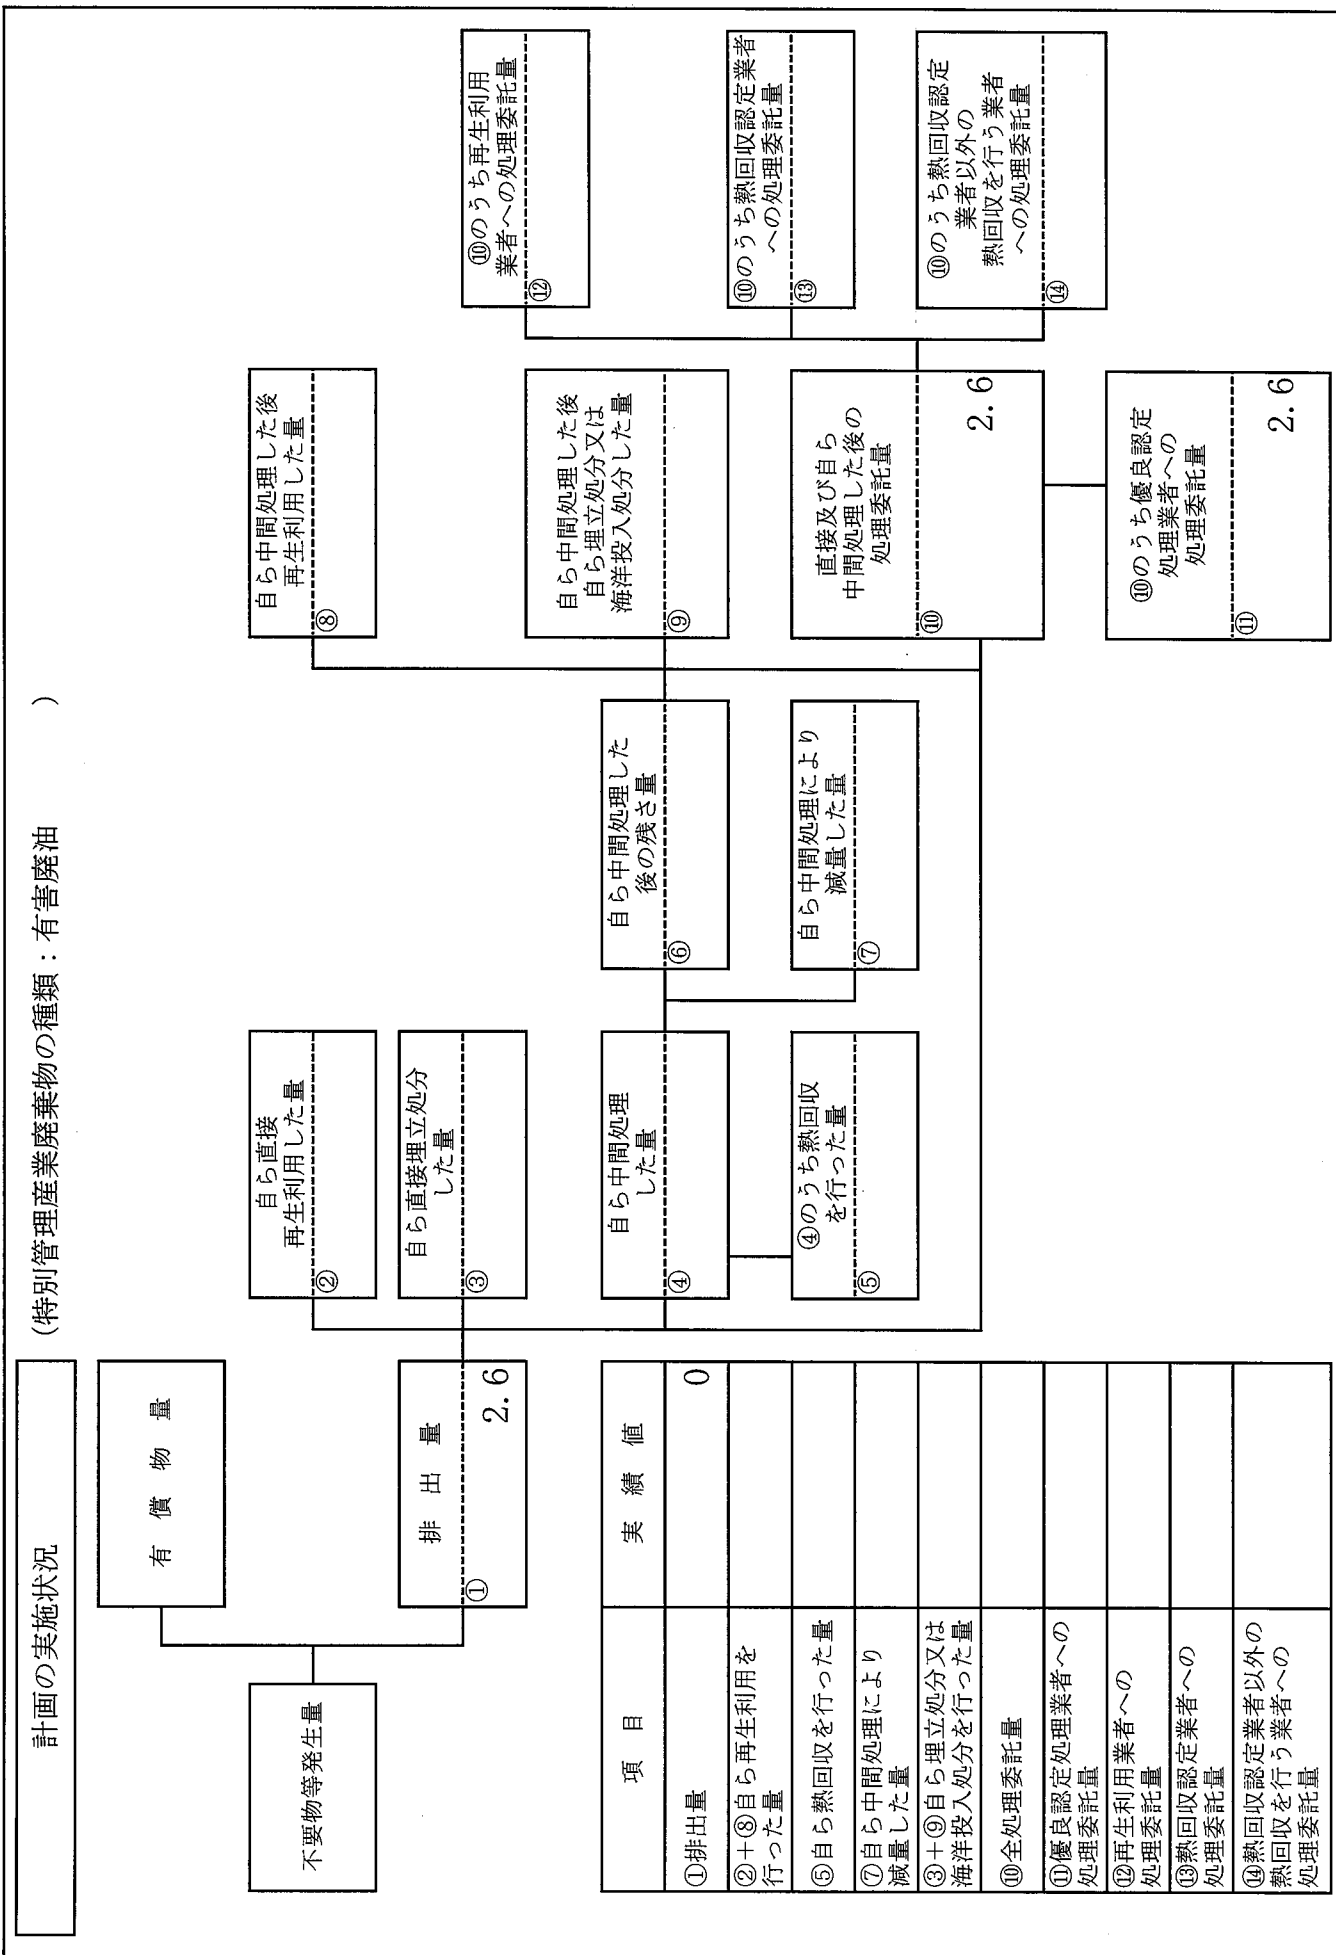 計画の実施状況
(特別管理産業廃棄物の種類：有害廃油　　　)
不要物等発生量
有償物量
排出量
①
2.6
自ら直接
再生利用した量
②
自ら直接埋立処分
した量
③
自ら中間処理
した量
④
④のうち熱回収
を行った量
⑤
自ら中間処理した
後の残さ量
⑥
自ら中間処理により
減量した量
⑦
自ら中間処理した後
再生利用した量
⑧
自ら中間処理した後
自ら埋立処分又は
海洋投入処分した量
⑨
直接及び自ら
中間処理した後の
処理委託量
⑩
2.6
⑩のうち優良認定
処理業者への
処理委託量
⑪
2.6
⑩のうち再生利用
業者への処理委託量
⑫
⑩のうち熱回収認定業者
への処理委託量
⑬
⑩のうち熱回収認定
業者以外の
熱回収を行う業者
への処理委託量
⑭
項目　実績値
①排出量　0
②+⑧自ら再生利用を
行った量
⑤自ら熱回収を行った量
⑦自ら中間処理により
減量した量
③+⑨自ら埋立処分又は
海洋投入処分を行った量
⑩全処理委託量
⑪優良認定処理業者への
処理委託量
⑫再生利用業者への
処理委託量
⑬熱回収認定業者への
処理委託量
⑭熱回収認定業者以外の
熱回収を行う業者への
処理委託量